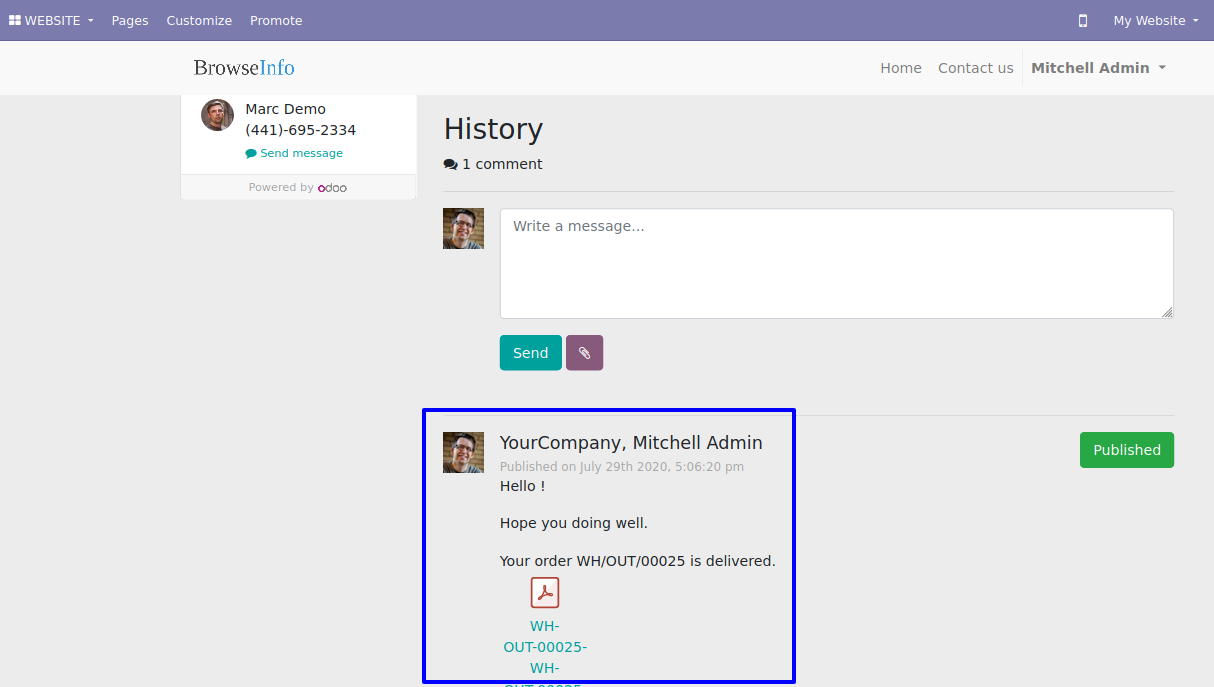 WEBSITE Pages Customize Promote My Website
BrowseInfo Home Contact us Mitchell Admin
Marc Demo
(441)-695-2334
Send message
Powered by odoo
History
1 comment
Write a message...
Send
YourCompany, Mitchell Admin
Published
Published on July 29th 2020, 5:06:20 pm
Hello !
Hope you doing well.
Your order WH/OUT/00025 is delivered.
WH-
OUT-00025-
WH-
OUT-00025-